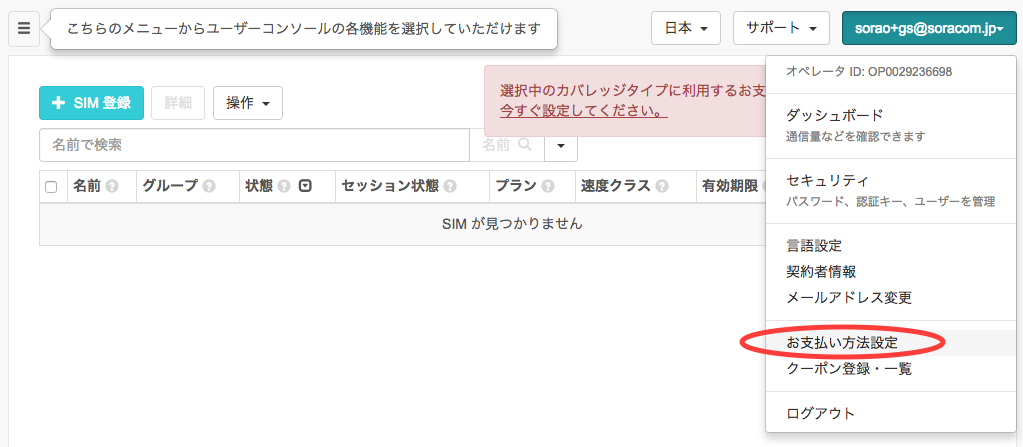 こちらのメニューからユーザーコンソールの各機能を選択していただけます
日本
サポート
sorao+gs@soracom.jp
オペレータ ID: OP0029236698
選択中のカバレッジタイプに利用するお支
今すぐ設定してください。
+ SIM 登録
詳細
操作
ダッシュボード
通信量などを確認できます
名前で検索
名前
名前
グループ
状態
セッション状態
プラン
速度クラス
有効期限
セキュリティ
パスワード、認証キー、ユーザーを管理
SIM が見つかりません
言語設定
契約者情報
メールアドレス変更
お支払い方法設定
クーポン登録・一覧
ログアウト